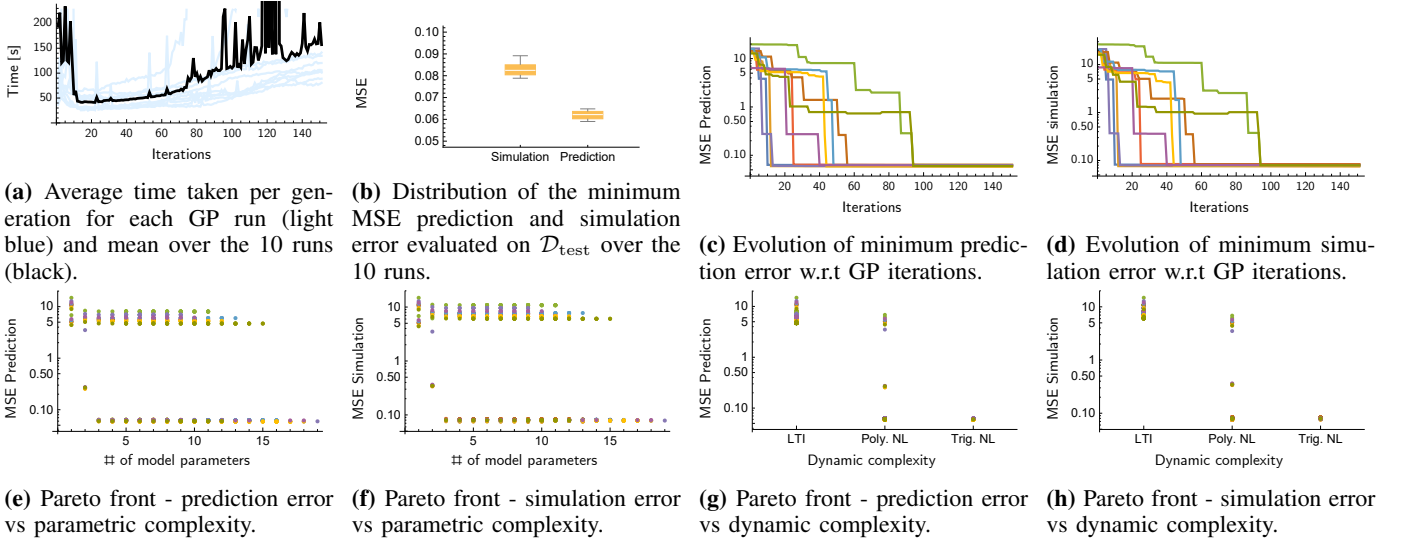 Time [s]
200
150
100
50
20 40 60 80 100 120 140
Iterations
MSE
0.10
0.09
0.08
0.07
0.06
0.05
Simulation Prediction
MSE Prediction
10
5
1
0.50
0.10
20 40 60 80 100 120 140
Iterations
MSE simulation
10
5
1
0.50
0.10
20 40 60 80 100 120 140
Iterations
(a) Average time taken per gen-
eration for each GP run (light
blue) and mean over the 10 runs
(black).
(b) Distribution of the minimum
MSE prediction and simulation
error evaluated on 𝒟test over the
10 runs.
(c) Evolution of minimum predic-
tion error w.r.t GP iterations.
(d) Evolution of minimum simu-
lation error w.r.t GP iterations.
MSE Prediction
10
5
1
0.50
0.10
5 10 15
# of model parameters
MSE Simulation
10
5
1
0.50
0.10
5 10 15
# of model parameters
MSE Prediction
10
5
1
0.50
0.10
LTI Poly. NL Trig. NL
Dynamic complexity
MSE Simulation
10
5
1
0.50
0.10
LTI Poly. NL Trig. NL
Dynamic complexity
(e) Pareto front - prediction error
vs parametric complexity.
(f) Pareto front - simulation error
vs parametric complexity.
(g) Pareto front - prediction error
vs dynamic complexity.
(h) Pareto front - simulation error
vs dynamic complexity.